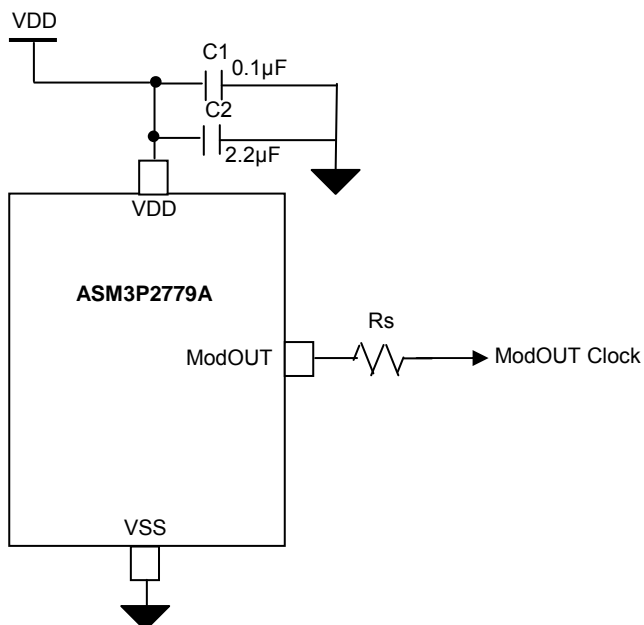 VDD
C1
0.1µF
C2
2.2µF
VDD
ASM3P2779A
Rs
ModOUT
ModOUT Clock
VSS